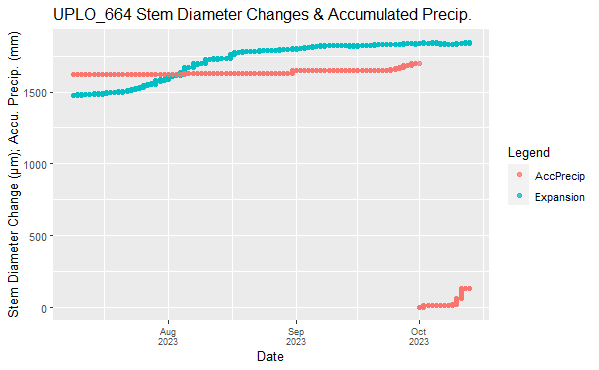 UPLO_664 Stem Diameter Changes & Accumulated Precip.
Stem Diameter Change (µm); Accu. Precip. (mm)
1500
1000
500
0
Aug
2023
Sep
2023
Oct
2023
Date
Legend
AccPrecip
Expansion